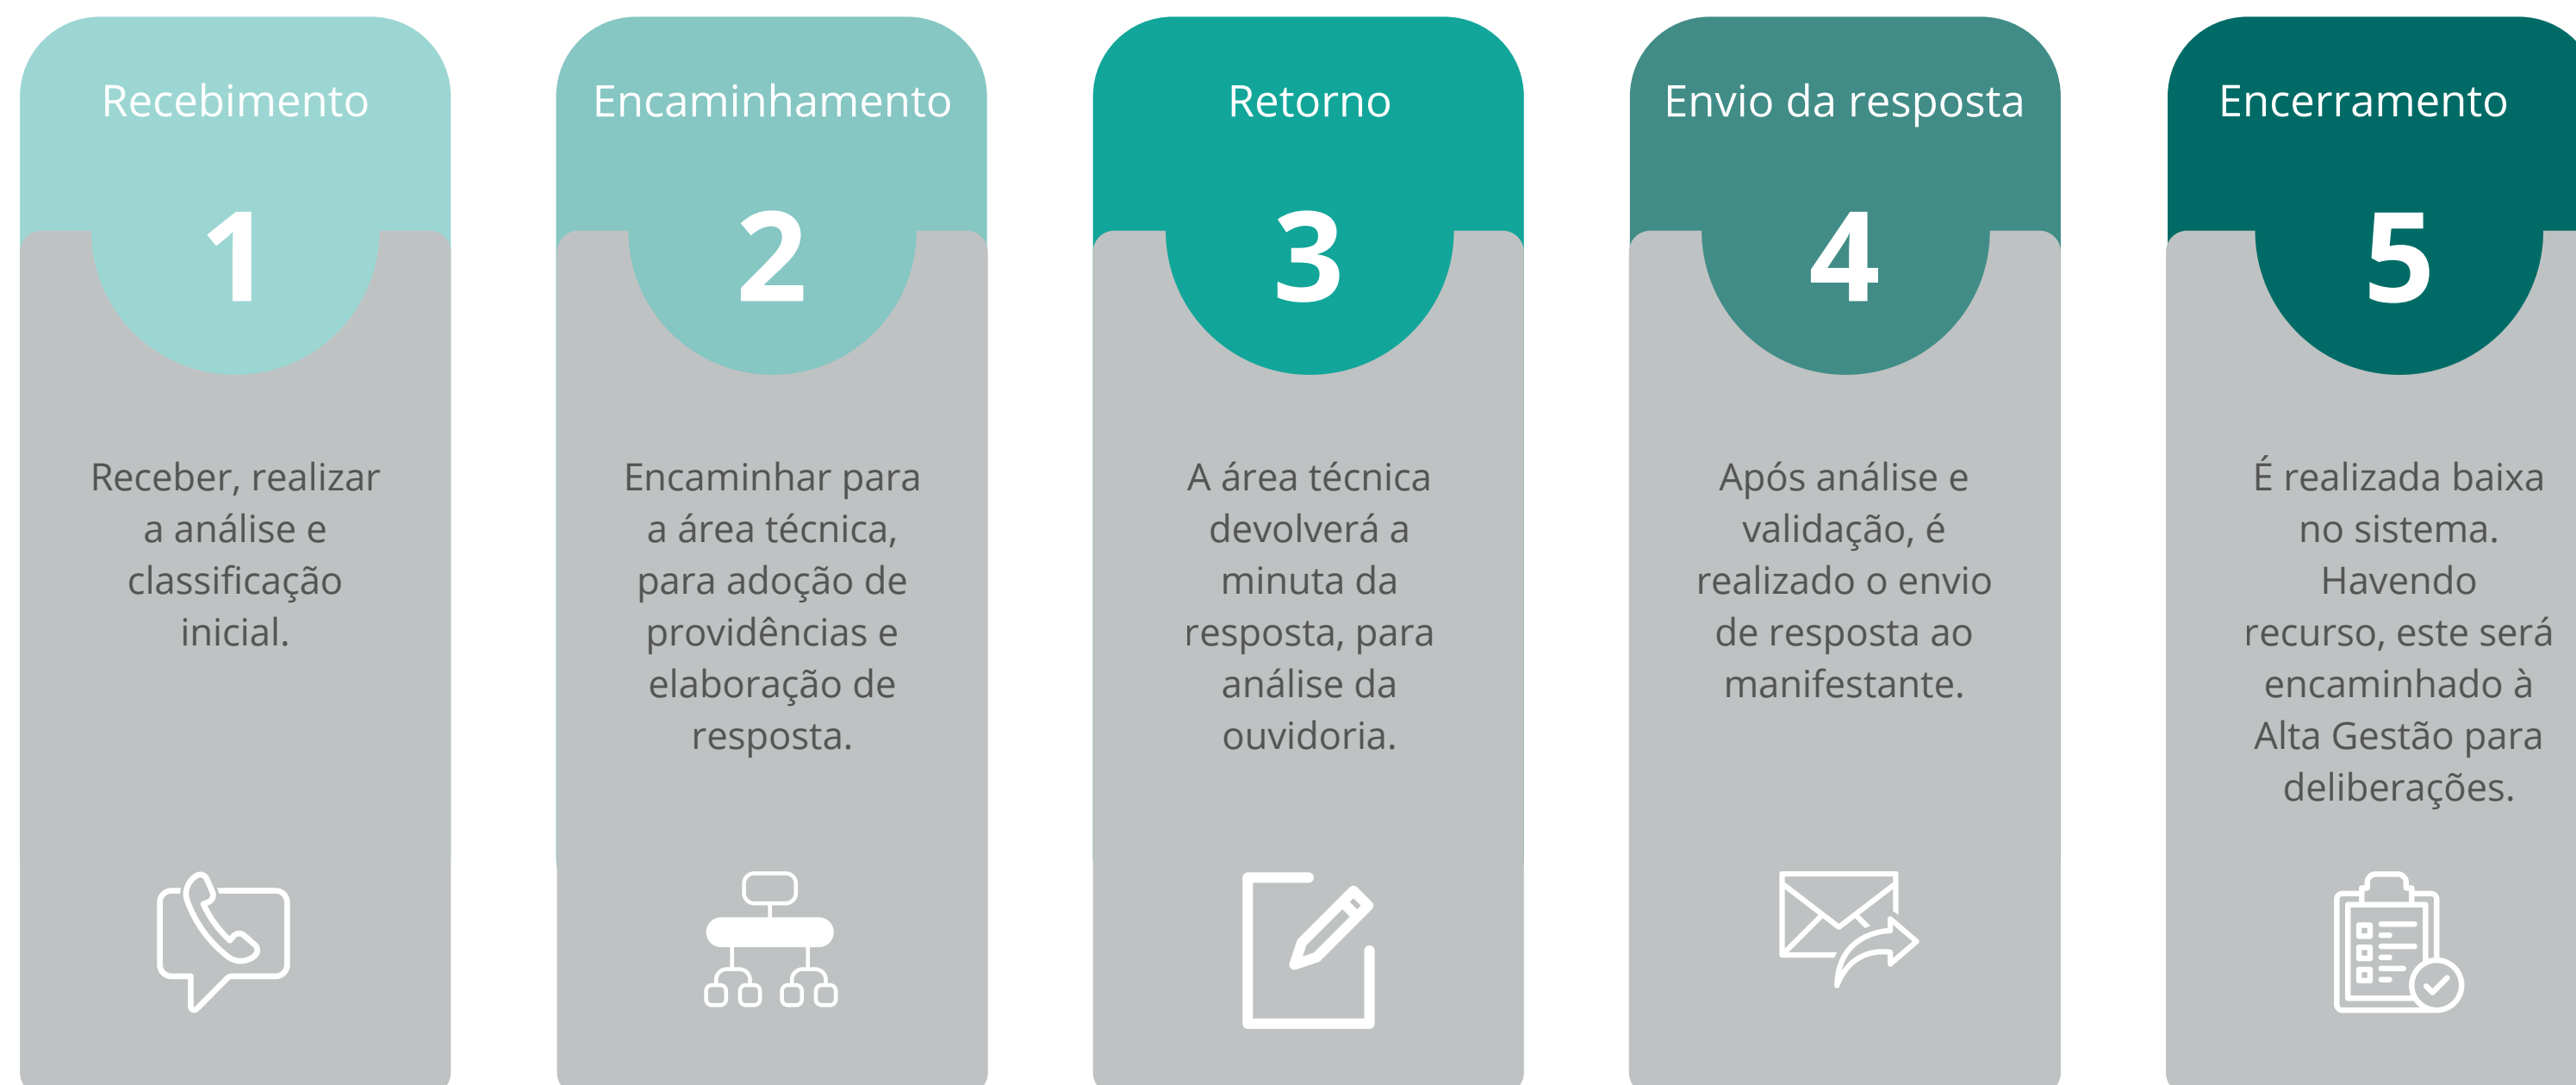 Recebimento
1
Receber, realizar
a análise e
classificação
inicial.
Encaminhamento
2
Encaminhar para
a área técnica,
para adoção de
providências e
elaboração de
resposta.
Retorno
3
A área técnica
devolverá a
minuta da
resposta, para
análise da
ouvidoria.
Envio da resposta
4
Após análise e
validação, é
realizado o envio
de resposta ao
manifestante.
Encerramento
5
É realizada baixa
no sistema.
Havendo
recurso, este será
encaminhado à
Alta Gestão para
deliberações.